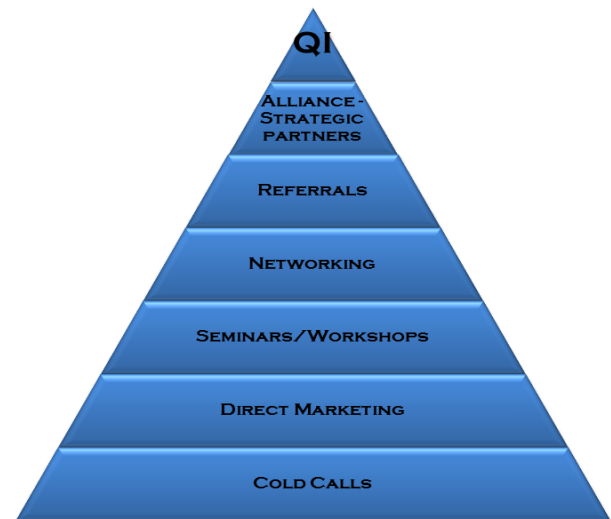 QI
Alliance -
Strategic
partners
Referrals
Networking
Seminars/Workshops
Direct Marketing
Cold Calls